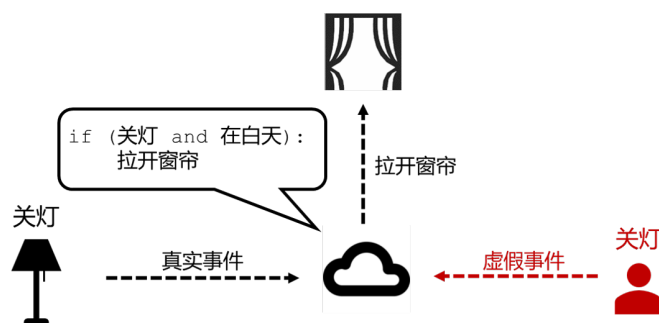 if (关灯 and 在白天):
拉开窗帘
拉开窗帘
关灯
真实事件
虚假事件
关灯